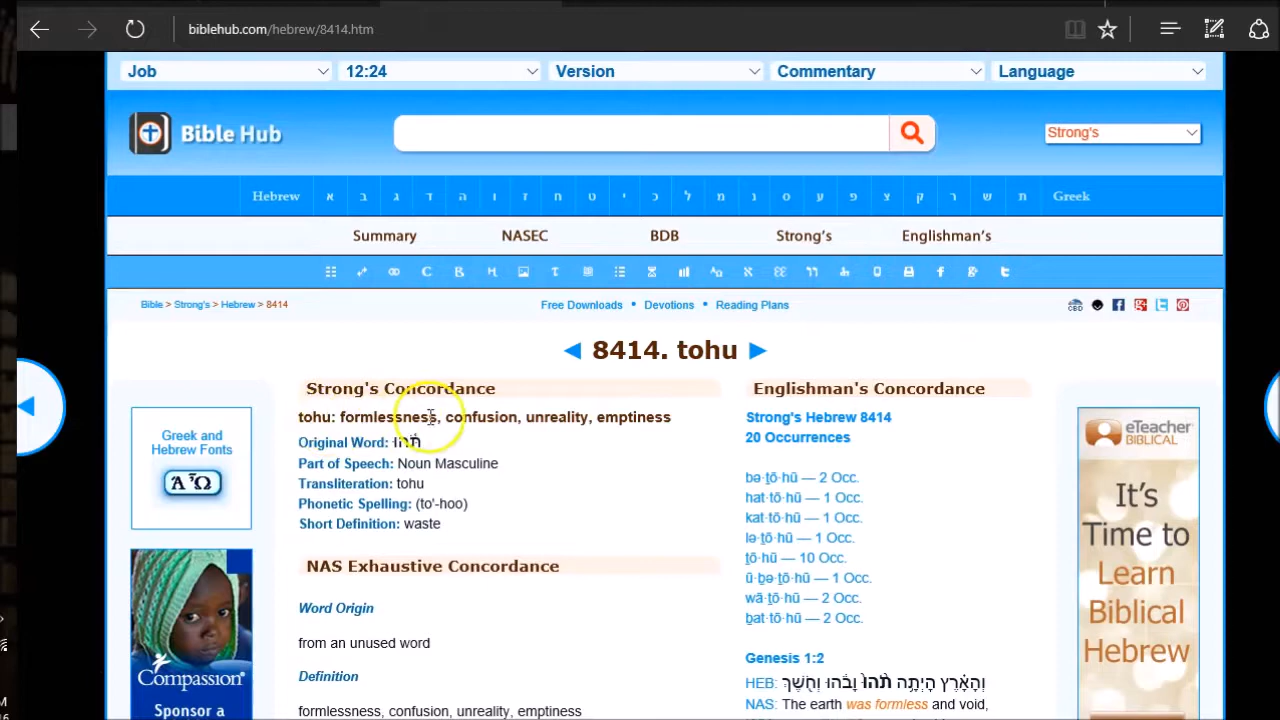 biblehub.com/hebrew/8414.htm
Job 12:24 Version Commentary Language
Bible Hub
Strong's
Hebrew א ב ג ד ה ו ז ח ט י כ ל מ נ ס ע פ צ ק ר ש ת Greek
Summary NASEC BDB Strong's Englishman's
Bible > Strong's > Hebrew > 8414
Free Downloads • Devotions • Reading Plans
◄ 8414. tohu ►
Strong's Concordance
tohu: formlessness, confusion, unreality, emptiness
Original Word: תֹּ֫הוּ
Part of Speech: Noun Masculine
Transliteration: tohu
Phonetic Spelling: (to'-hoo)
Short Definition: waste
NAS Exhaustive Concordance
Word Origin
from an unused word
Definition
formlessness, confusion, unreality, emptiness
Englishman's Concordance
Strong's Hebrew 8414
20 Occurrences
bə·ṯō·hū — 2 Occ.
hat·tō·hū — 1 Occ.
kat·tō·hū — 1 Occ.
lə·ṯō·hū — 1 Occ.
ṯō·hū — 10 Occ.
ū·ḇə·ṯō·hū — 1 Occ.
wā·ṯō·hū — 2 Occ.
ḇat·tō·hū — 2 Occ.
Genesis 1:2
HEB: וְהָאָ֗רֶץ הָיְתָ֥ה תֹ֙הוּ֙ וָבֹ֔הוּ וְחֹ֖שֶׁךְ
NAS: The earth was formless and void,
Greek and
Hebrew Fonts
ἈΩ̃
Compassion
Sponsor a
eTeacher
BIBLICAL
It's
Time to
Learn
Biblical
Hebrew